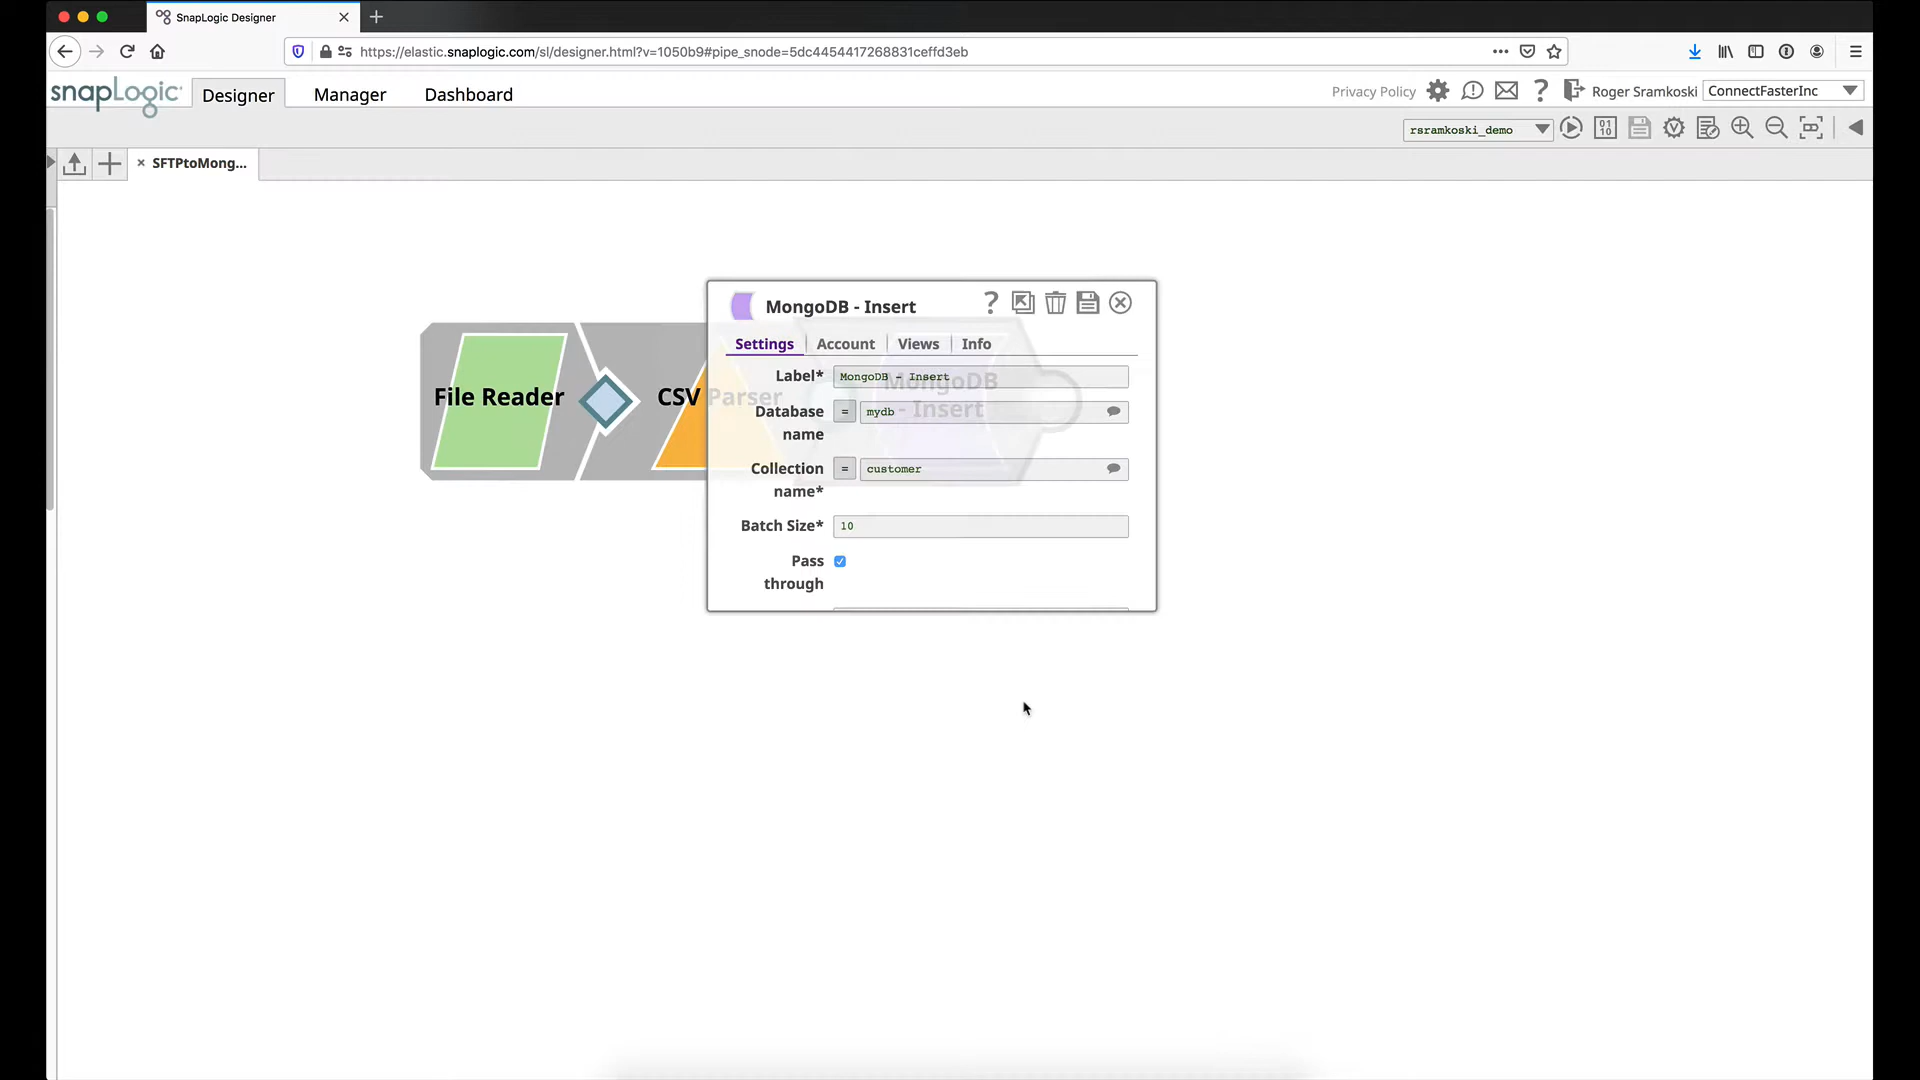 SnapLogic Designer
https://elastic.snaplogic.com/sl/designer.html?v=1050b9#pipe_snode=5dc4454417268831ceffd3eb
snapLogic
Designer
Manager
Dashboard
Privacy Policy
Roger Sramkoski
ConnectFasterInc
rsramkoski_demo
SFTPtoMong...
File Reader
CSV Parser
MongoDB - Insert
MongoDB - Insert
Settings
Account
Views
Info
Label*
MongoDB - Insert
Database
name
=
mydb
Collection
name*
=
customer
Batch Size*
10
Pass
through